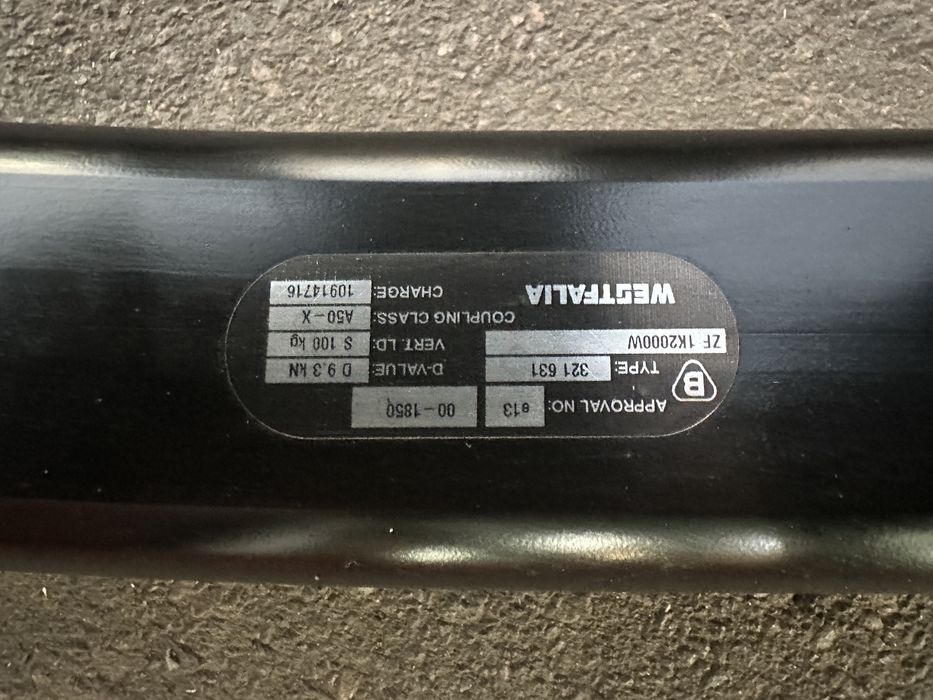 APPROVAL NO: e13 00-1850
B
TYPE: 321 631 D-VALUE: D 9.3 kN
ZF 1K2000W VERT. LD: S 100 kg
COUPLING CLASS: A50-X
WESTFALIA CHARGE: 10914716